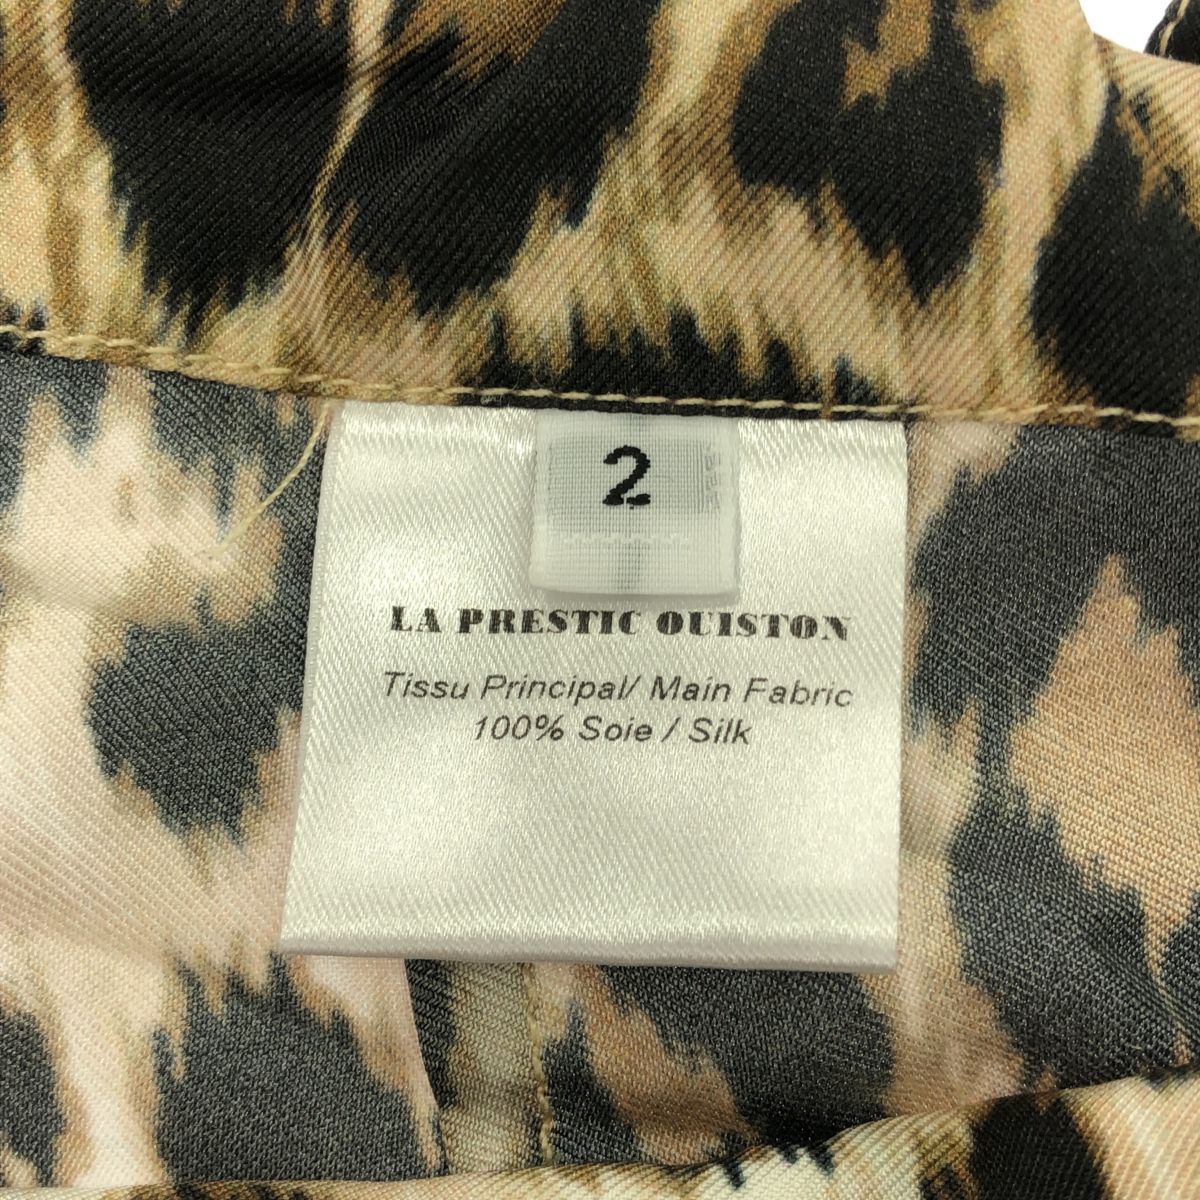 2
LA PRESTIC OUISTON
Tissu Principal/ Main Fabric
100% Soie / Silk